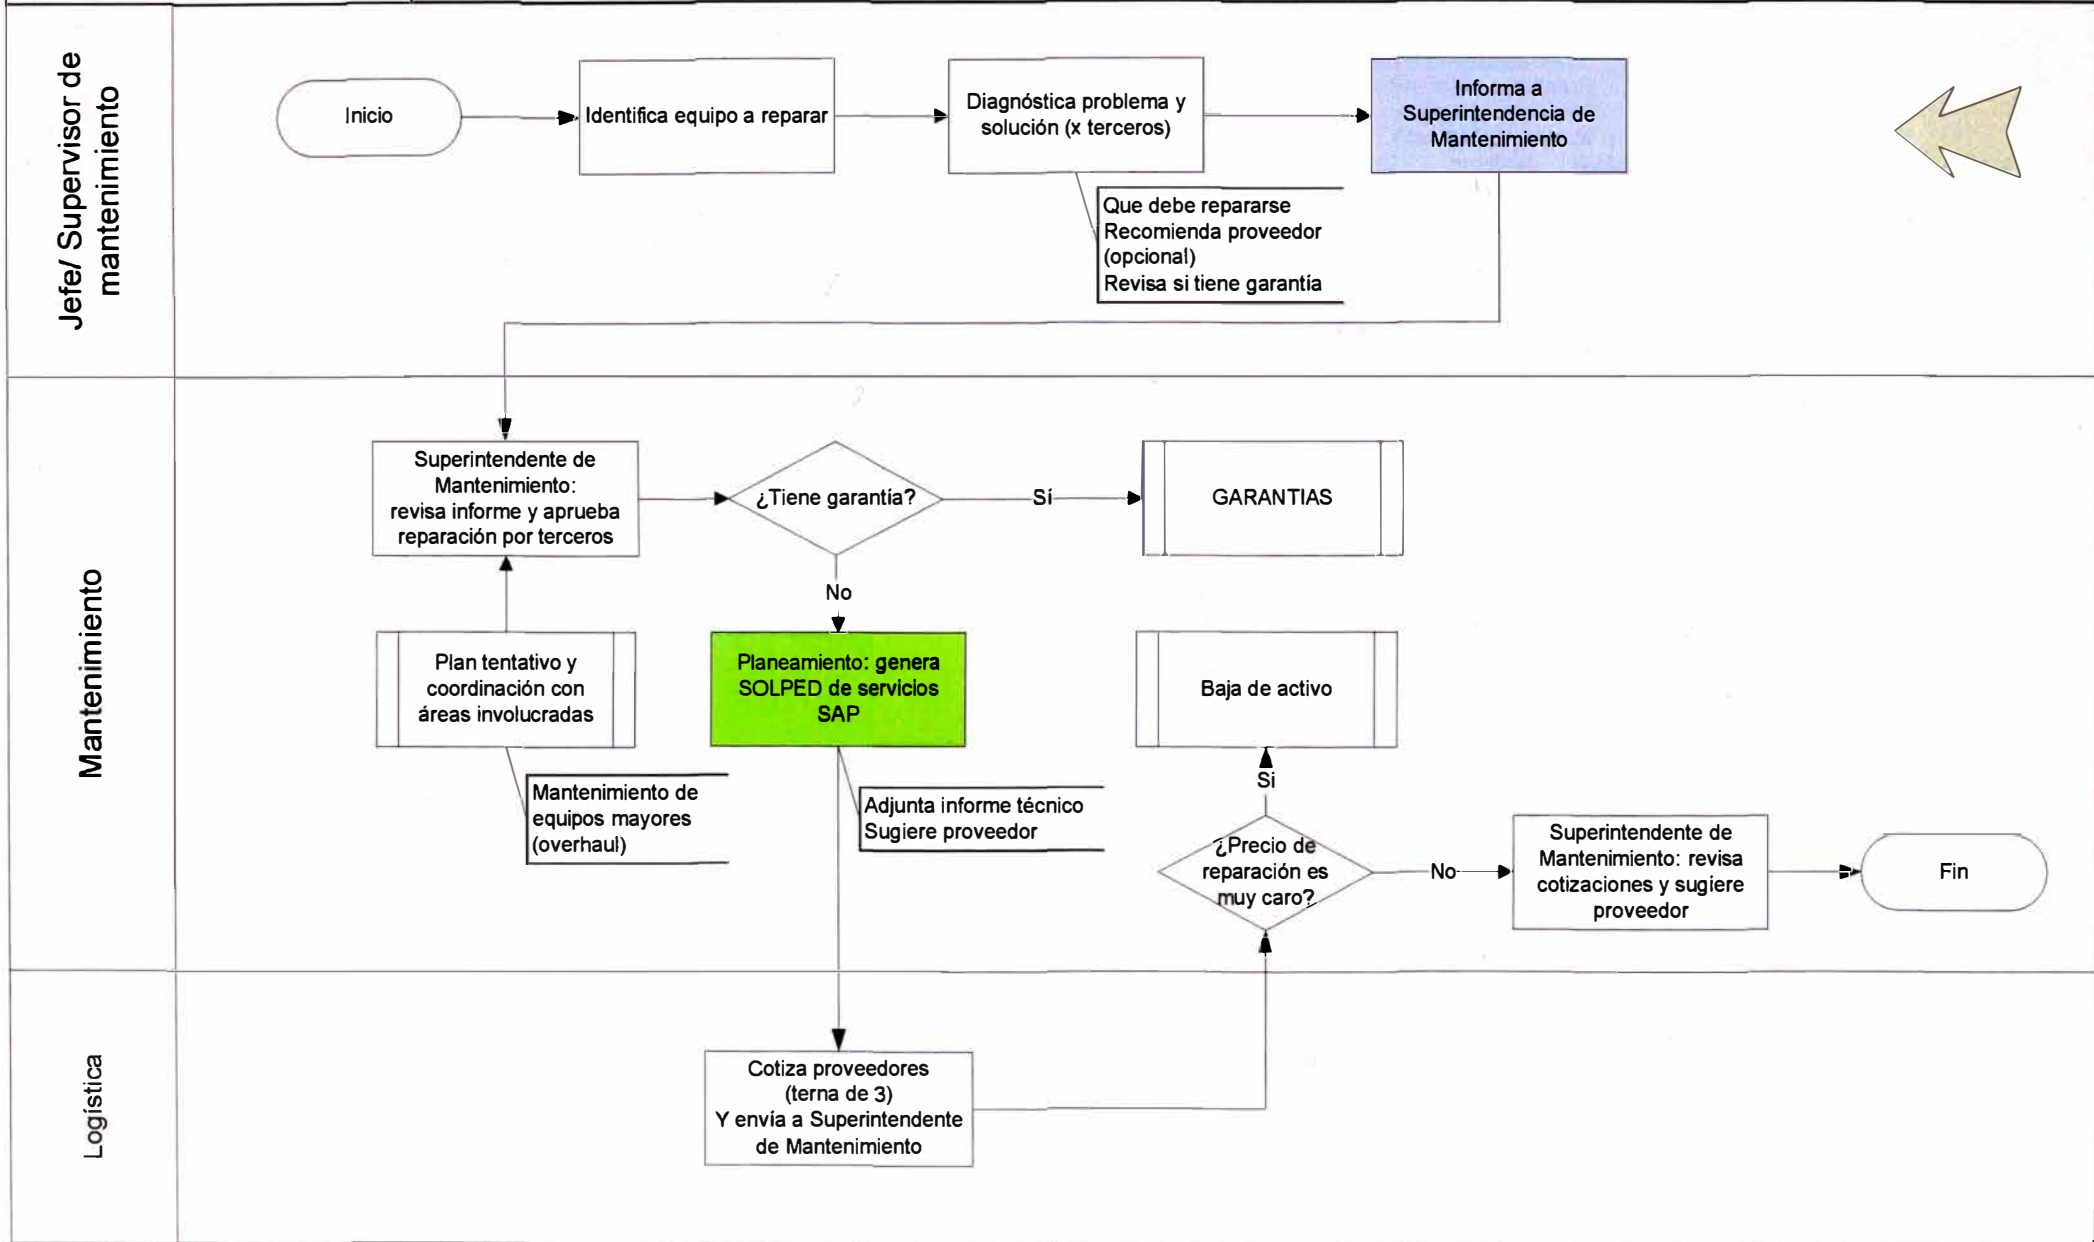 Jefe/ Supervisor de
mantenimiento
Inicio
Identifica equipo a reparar
Diagnóstica problema y
solución (x terceros)
Informa a
Superintendencia de
Mantenimiento
Que debe repararse
Recomienda proveedor
(opcional)
Revisa si tiene garantía
Mantenimiento
Superintendente de
Mantenimiento:
revisa informe y aprueba
reparación por terceros
¿Tiene garantía?
Sí
GARANTIAS
No
Plan tentativo y
coordinación con
áreas involucradas
Planeamiento: genera
SOLPED de servicios
SAP
Baja de activo
Mantenimiento de
equipos mayores
(overhaul)
Adjunta informe técnico
Sugiere proveedor
Si
¿Precio de
reparación es
muy caro?
No
Superintendente de
Mantenimiento: revisa
cotizaciones y sugiere
proveedor
Fin
Logística
Cotiza proveedores
(terna de 3)
Y envía a Superintendente
de Mantenimiento